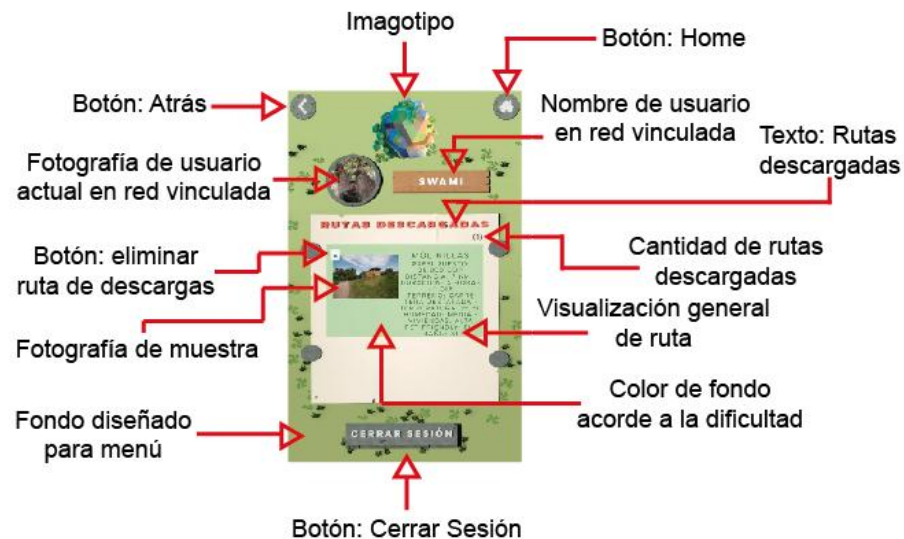 Imagotipo
Botón: Home
Botón: Atrás
Nombre de usuario
en red vinculada
Texto: Rutas
descargadas
Fotografía de usuario
actual en red vinculada
SWAMI
RUTAS DESCARGADAS
(1)
Cantidad de rutas
descargadas
Botón: eliminar
ruta de descargas
Visualización general
de ruta
Fotografía de muestra
Color de fondo
acorde a la dificultad
Fondo diseñado
para menú
CERRAR SESIÓN
Botón: Cerrar Sesión